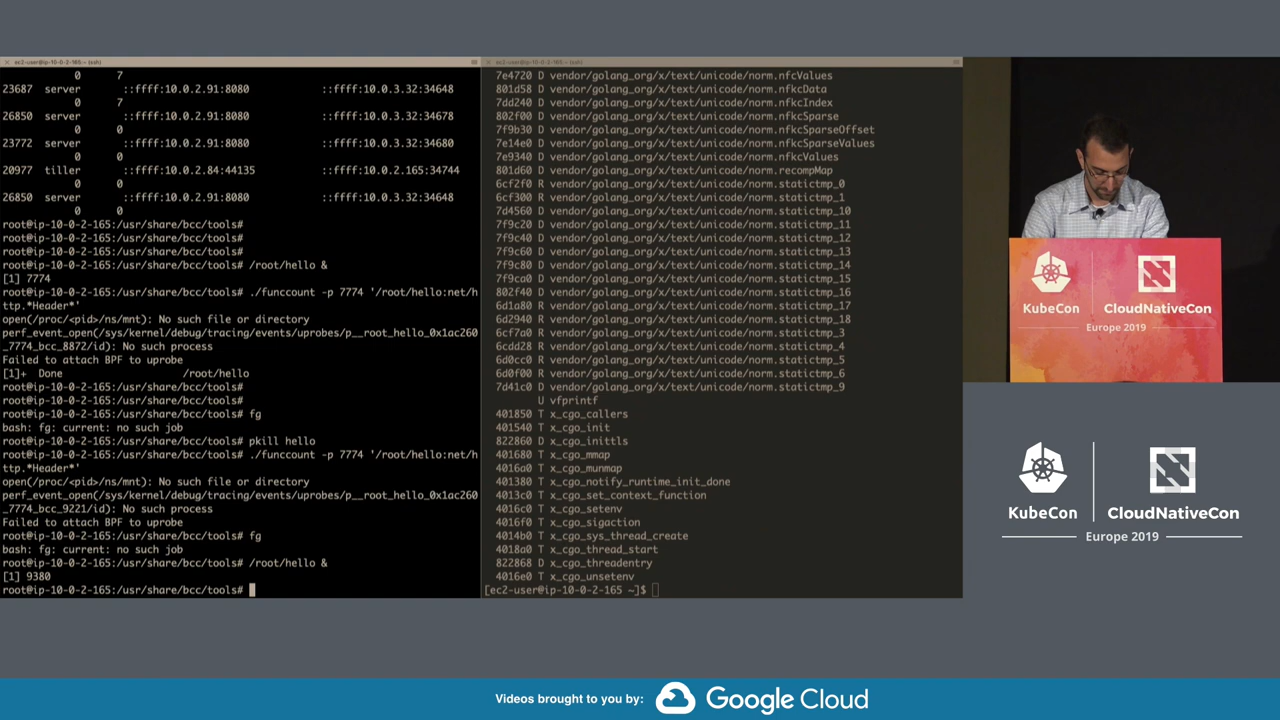 ec2-user@ip-10-0-2-165:~ (ssh)
0 7
23687 server ::ffff:10.0.2.91:8080 ::ffff:10.0.3.32:34648
0 7
26850 server ::ffff:10.0.2.91:8080 ::ffff:10.0.3.32:34678
0 0
23772 server ::ffff:10.0.2.91:8080 ::ffff:10.0.3.32:34680
0 0
20977 tiller ::ffff:10.0.2.84:44135 ::ffff:10.0.2.165:34744
0 0
26850 server ::ffff:10.0.2.91:8080 ::ffff:10.0.3.32:34648
0 0
root@ip-10-0-2-165:/usr/share/bcc/tools#
root@ip-10-0-2-165:/usr/share/bcc/tools#
root@ip-10-0-2-165:/usr/share/bcc/tools#
root@ip-10-0-2-165:/usr/share/bcc/tools# /root/hello &
[1] 7774
root@ip-10-0-2-165:/usr/share/bcc/tools# ./funccount -p 7774 '/root/hello:net/h
ttp.*Header*'
open(/proc/<pid>/ns/mnt): No such file or directory
perf_event_open(/sys/kernel/debug/tracing/events/uprobes/p__root_hello_0x1ac260
_7774_bcc_8872/id): No such process
Failed to attach BPF to uprobe
[1]+ Done /root/hello
root@ip-10-0-2-165:/usr/share/bcc/tools#
root@ip-10-0-2-165:/usr/share/bcc/tools#
root@ip-10-0-2-165:/usr/share/bcc/tools# fg
bash: fg: current: no such job
root@ip-10-0-2-165:/usr/share/bcc/tools# pkill hello
root@ip-10-0-2-165:/usr/share/bcc/tools# ./funccount -p 7774 '/root/hello:net/h
ttp.*Header*'
open(/proc/<pid>/ns/mnt): No such file or directory
perf_event_open(/sys/kernel/debug/tracing/events/uprobes/p__root_hello_0x1ac260
_7774_bcc_9221/id): No such process
Failed to attach BPF to uprobe
root@ip-10-0-2-165:/usr/share/bcc/tools# fg
bash: fg: current: no such job
root@ip-10-0-2-165:/usr/share/bcc/tools# /root/hello &
[1] 9380
root@ip-10-0-2-165:/usr/share/bcc/tools#
ec2-user@ip-10-0-2-165:~ (ssh)
7e4720 D vendor/golang_org/x/text/unicode/norm.nfcValues
801d58 D vendor/golang_org/x/text/unicode/norm.nfkcData
7dd240 D vendor/golang_org/x/text/unicode/norm.nfkcIndex
802f00 D vendor/golang_org/x/text/unicode/norm.nfkcSparse
7f9b30 D vendor/golang_org/x/text/unicode/norm.nfkcSparseOffset
7e14e0 D vendor/golang_org/x/text/unicode/norm.nfkcSparseValues
7e9340 D vendor/golang_org/x/text/unicode/norm.nfkcValues
801d60 D vendor/golang_org/x/text/unicode/norm.recompMap
6cf2f0 R vendor/golang_org/x/text/unicode/norm.statictmp_0
6cf300 R vendor/golang_org/x/text/unicode/norm.statictmp_1
7d4560 D vendor/golang_org/x/text/unicode/norm.statictmp_10
7f9c20 D vendor/golang_org/x/text/unicode/norm.statictmp_11
7f9c40 D vendor/golang_org/x/text/unicode/norm.statictmp_12
7f9c60 D vendor/golang_org/x/text/unicode/norm.statictmp_13
7f9c80 D vendor/golang_org/x/text/unicode/norm.statictmp_14
7f9ca0 D vendor/golang_org/x/text/unicode/norm.statictmp_15
802f40 D vendor/golang_org/x/text/unicode/norm.statictmp_16
6d1a80 R vendor/golang_org/x/text/unicode/norm.statictmp_17
6d2940 R vendor/golang_org/x/text/unicode/norm.statictmp_18
6cf7a0 R vendor/golang_org/x/text/unicode/norm.statictmp_3
6cdd28 R vendor/golang_org/x/text/unicode/norm.statictmp_4
6d0cc0 R vendor/golang_org/x/text/unicode/norm.statictmp_5
6d0f00 R vendor/golang_org/x/text/unicode/norm.statictmp_6
7d41c0 D vendor/golang_org/x/text/unicode/norm.statictmp_9
U vfprintf
401850 T x_cgo_callers
401540 T x_cgo_init
822860 D x_cgo_inittls
401680 T x_cgo_mmap
4016a0 T x_cgo_munmap
401380 T x_cgo_notify_runtime_init_done
4013c0 T x_cgo_set_context_function
4016c0 T x_cgo_setenv
4016f0 T x_cgo_sigaction
4014b0 T x_cgo_sys_thread_create
4018a0 T x_cgo_thread_start
822868 D x_cgo_threadentry
4016e0 T x_cgo_unsetenv
[ec2-user@ip-10-0-2-165 ~]$
KubeCon CloudNativeCon
Europe 2019
KubeCon CloudNativeCon
Europe 2019
Videos brought to you by: Google Cloud